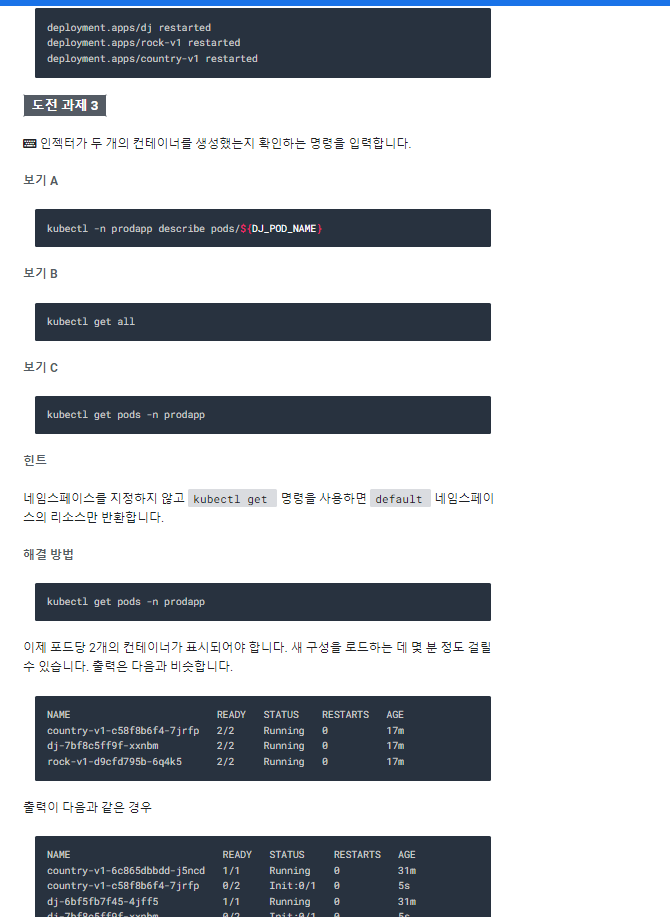 deployment.apps/dj restarted
deployment.apps/rock-v1 restarted
deployment.apps/country-v1 restarted
도전 과제 3
인젝터가 두 개의 컨테이너를 생성했는지 확인하는 명령을 입력합니다.
보기 A
kubectl -n prodapp describe pods/${DJ_POD_NAME}
보기 B
kubectl get all
보기 C
kubectl get pods -n prodapp
힌트
네임스페이스를 지정하지 않고 kubectl get 명령을 사용하면 default 네임스페이
스의 리소스만 반환합니다.
해결 방법
kubectl get pods -n prodapp
이제 포드당 2개의 컨테이너가 표시되어야 합니다. 새 구성을 로드하는 데 몇 분 정도 걸릴
수 있습니다. 출력은 다음과 비슷합니다.
NAME READY STATUS RESTARTS AGE
country-v1-c58f8b6f4-7jrfp 2/2 Running 0 17m
dj-7bf8c5ff9f-xxnbm 2/2 Running 0 17m
rock-v1-d9cfd795b-6q4k5 2/2 Running 0 17m
출력이 다음과 같은 경우
NAME READY STATUS RESTARTS AGE
country-v1-6c865dbbdd-j5ncd 1/1 Running 0 31m
country-v1-c58f8b6f4-7jrfp 0/2 Init:0/1 0 5s
dj-6bf5fb7f45-4jff5 1/1 Running 0 31m
dj-7bf8c5ff9f-xxnbm 0/2 Init:0/1 0 5s